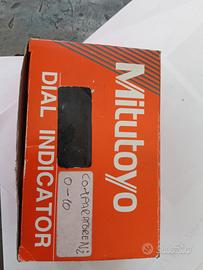 Mitutoyo
DIAL INDICATOR
COMPARATORE N°
0-10